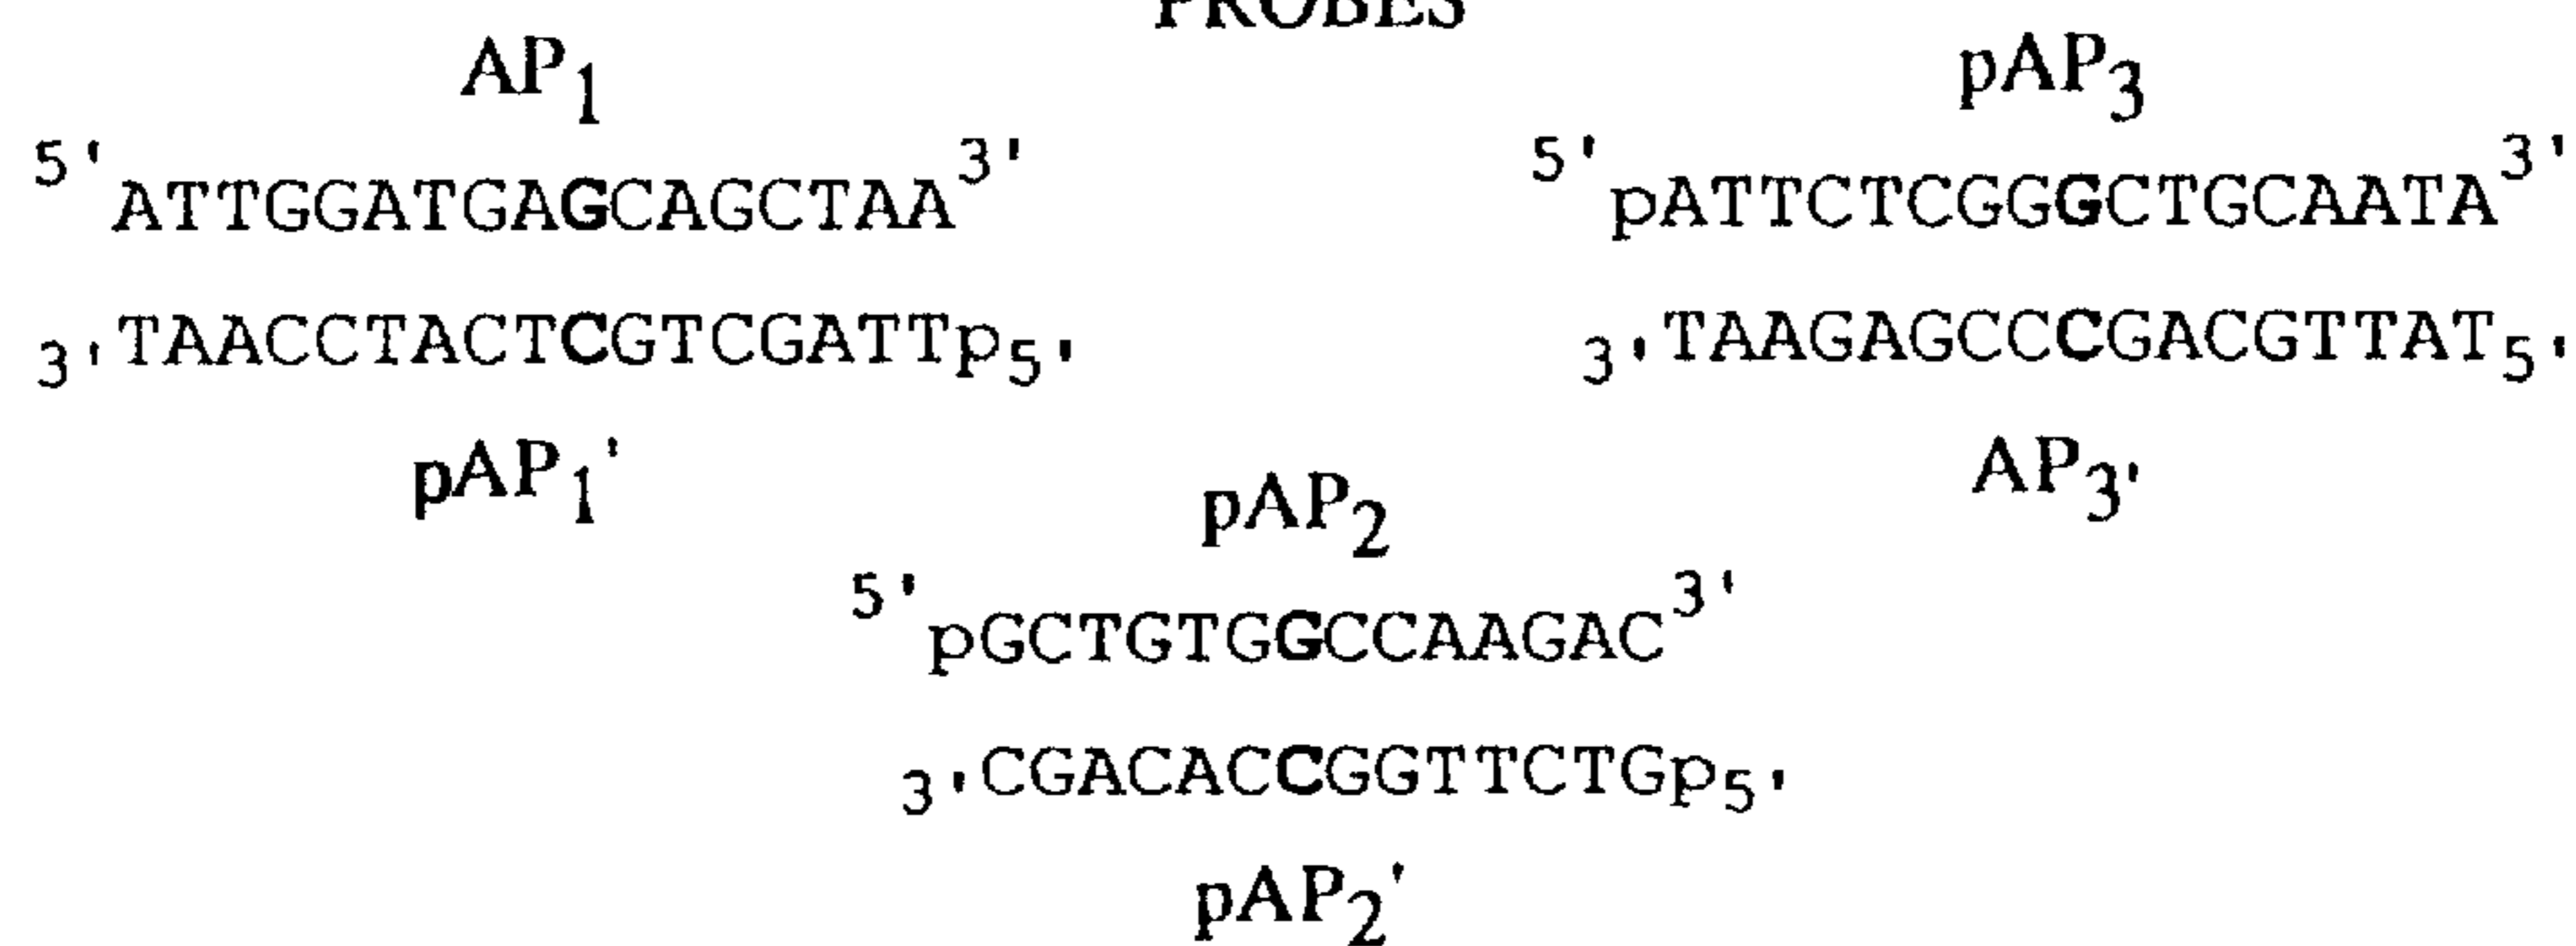 PROBES
AP1 pAP3
5'ATTGGATGAGCAGCTAA3' 5'pATTCTCGGGCTGCAATA3'
3'TAACCTACTCGTCGATTp5' 3'TAAGAGCCCGACGTTAT5'
pAP1' AP3'
pAP2
5'pGCTGTGGCCAAGAC3'
3'CGACACCGGTTCTGp5'
pAP2'